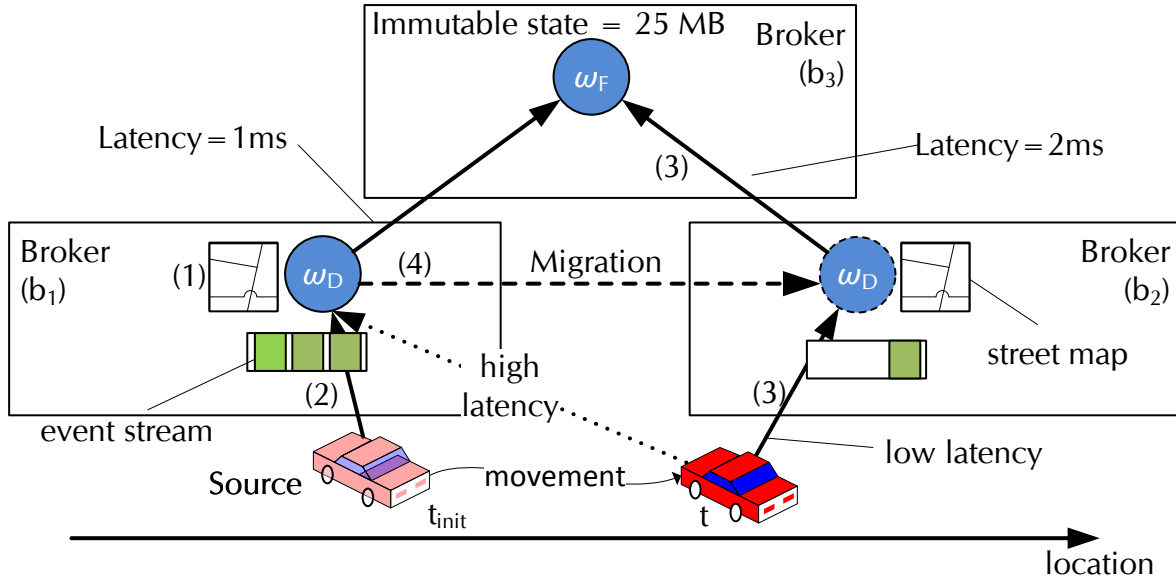 Immutable state = 25 MB
Broker
(b3)
ωF
Latency = 1ms
(3)
Latency = 2ms
Broker
(b1)
(1)
ωD
(4)
Migration
ωD
Broker
(b2)
high
latency
street map
(2)
(3)
event stream
low latency
Source
movement
tinit
t
location